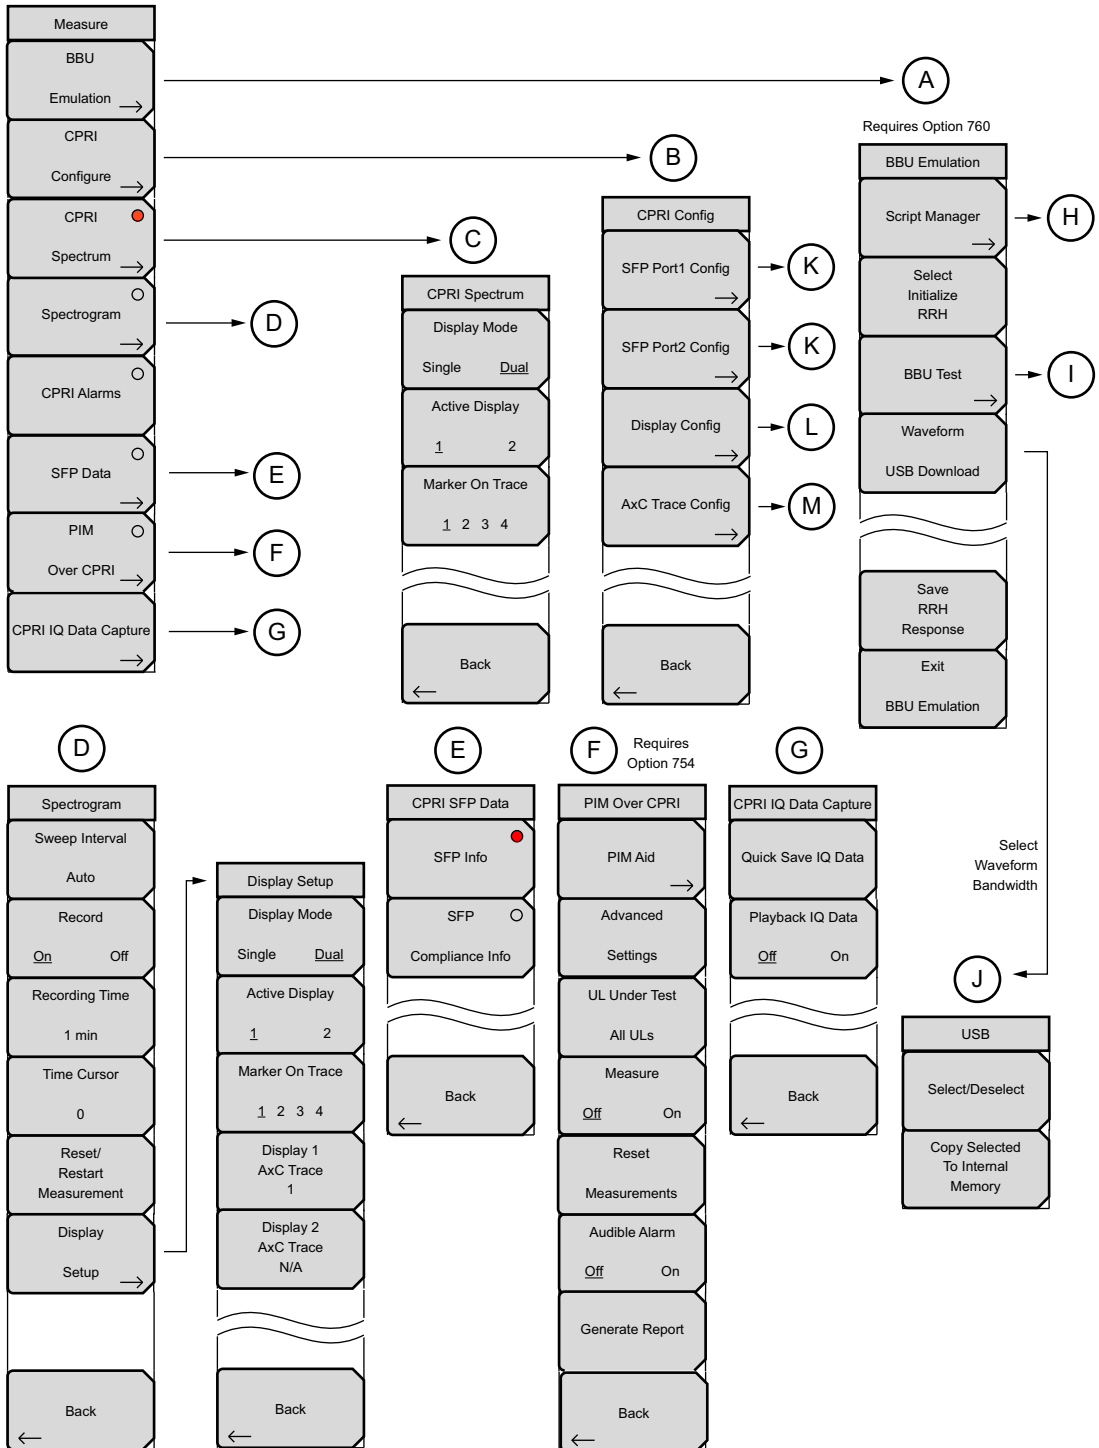 Measure
BBU
Emulation
CPRI
Configure
CPRI
Spectrum
Spectrogram
CPRI Alarms
SFP Data
PIM
Over CPRI
CPRI IQ Data Capture
A
B
C
D
E
F
G
CPRI Spectrum
Display Mode
Single Dual
Active Display
1 2
Marker On Trace
1 2 3 4
Back
CPRI Config
SFP Port1 Config
SFP Port2 Config
Display Config
AxC Trace Config
Back
K
K
L
M
Requires Option 760
BBU Emulation
Script Manager
Select
Initialize
RRH
BBU Test
Waveform
USB Download
Save
RRH
Response
Exit
BBU Emulation
H
I
D
Spectrogram
Sweep Interval
Auto
Record
On Off
Recording Time
1 min
Time Cursor
0
Reset/
Restart
Measurement
Display
Setup
Back
Display Setup
Display Mode
Single Dual
Active Display
1 2
Marker On Trace
1 2 3 4
Display 1
AxC Trace
1
Display 2
AxC Trace
N/A
Back
E
CPRI SFP Data
SFP Info
SFP
Compliance Info
Back
F
Requires
Option 754
PIM Over CPRI
PIM Aid
Advanced
Settings
UL Under Test
All ULs
Measure
Off On
Reset
Measurements
Audible Alarm
Off On
Generate Report
Back
G
CPRI IQ Data Capture
Quick Save IQ Data
Playback IQ Data
Off On
Back
Select
Waveform
Bandwidth
J
USB
Select/Deselect
Copy Selected
To Internal
Memory